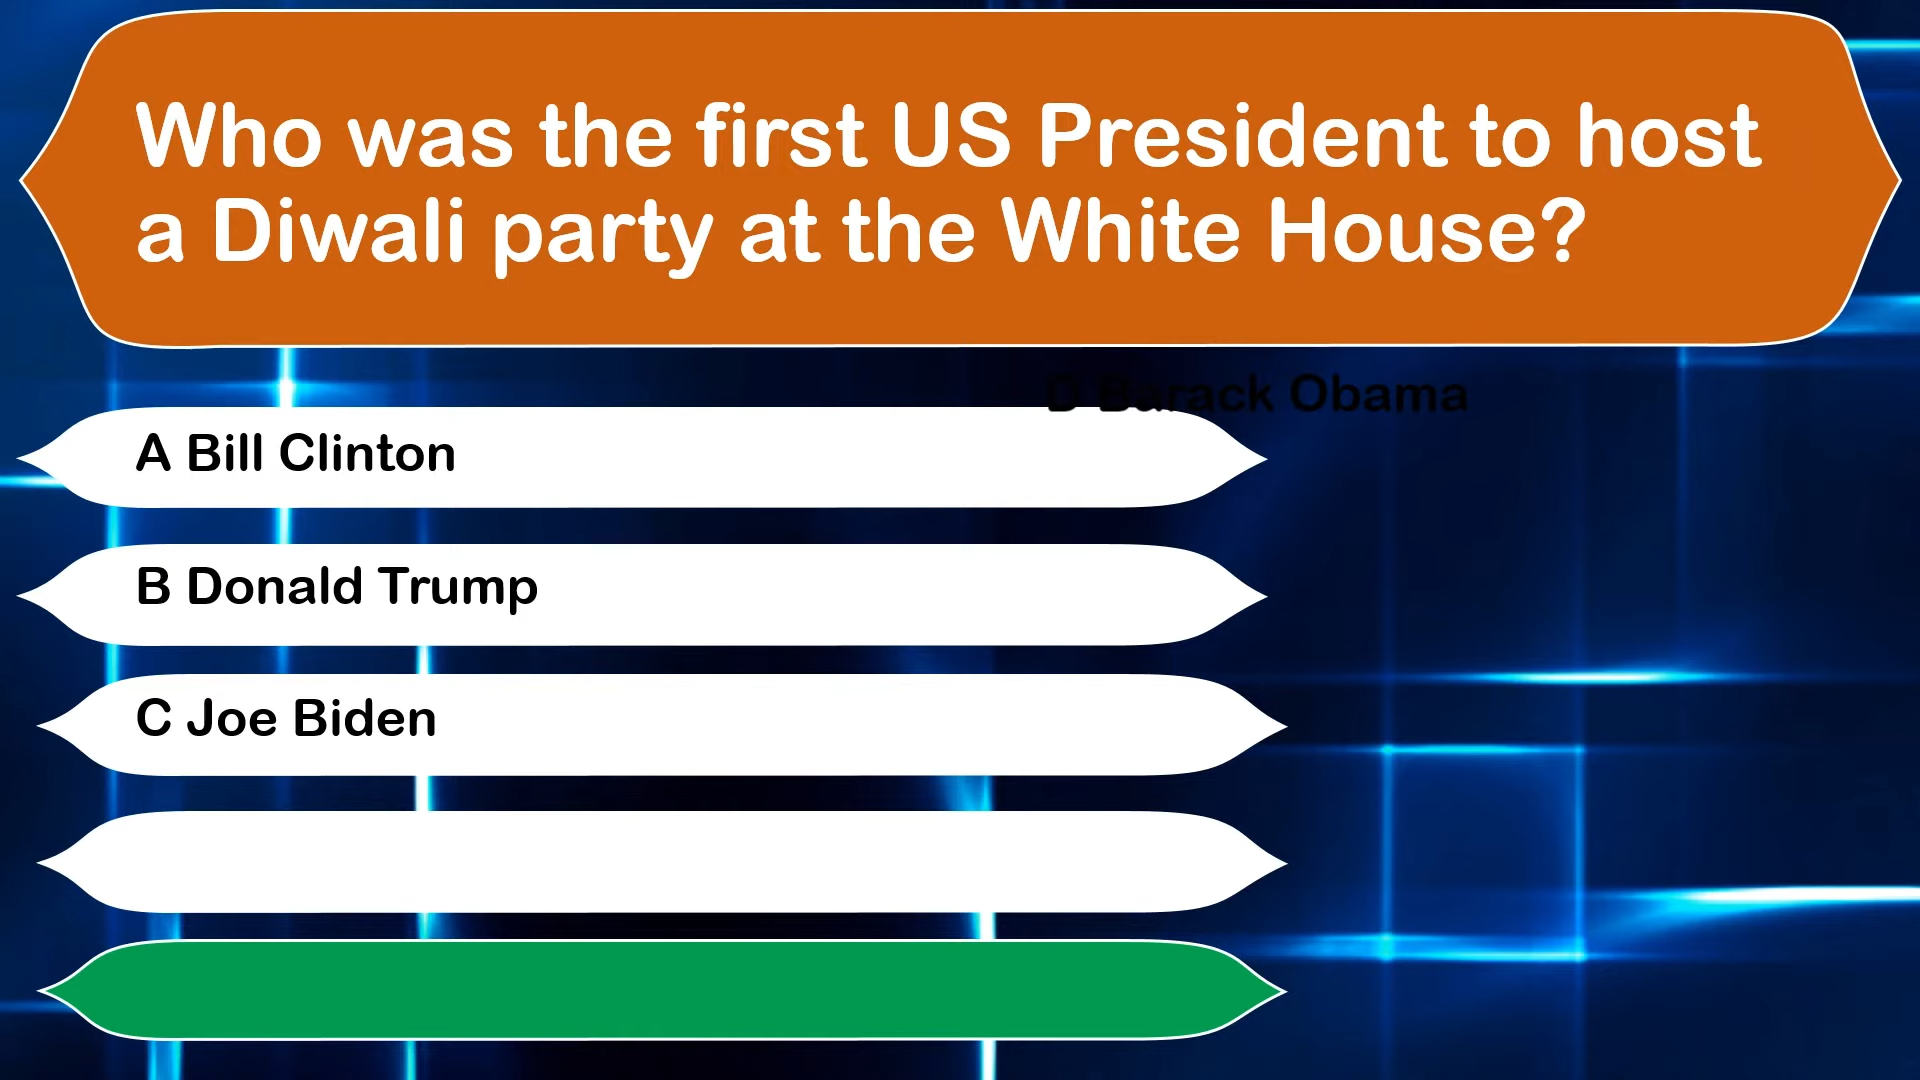 Who was the first US President to host
a Diwali party at the White House?
D Barack Obama
A Bill Clinton
B Donald Trump
C Joe Biden